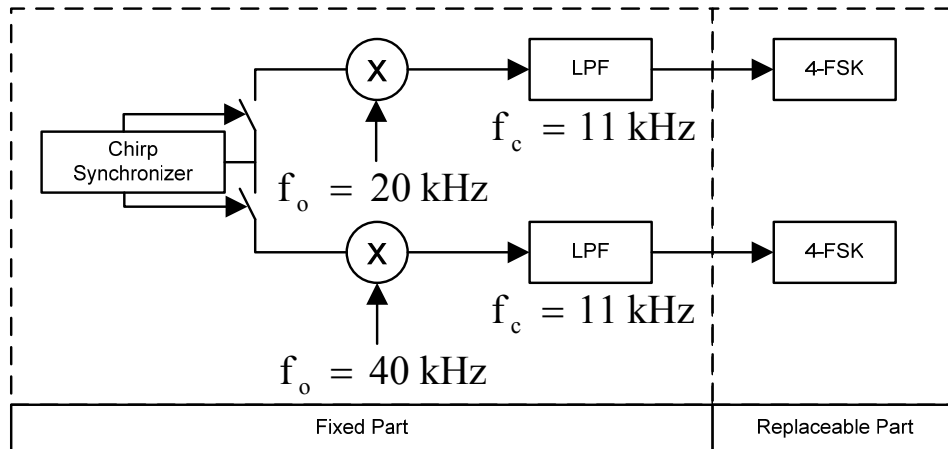 X
LPF
4-FSK
f_c = 11 kHz
Chirp
Synchronizer
f_o = 20 kHz
X
LPF
4-FSK
f_c = 11 kHz
f_o = 40 kHz
Fixed Part
Replaceable Part